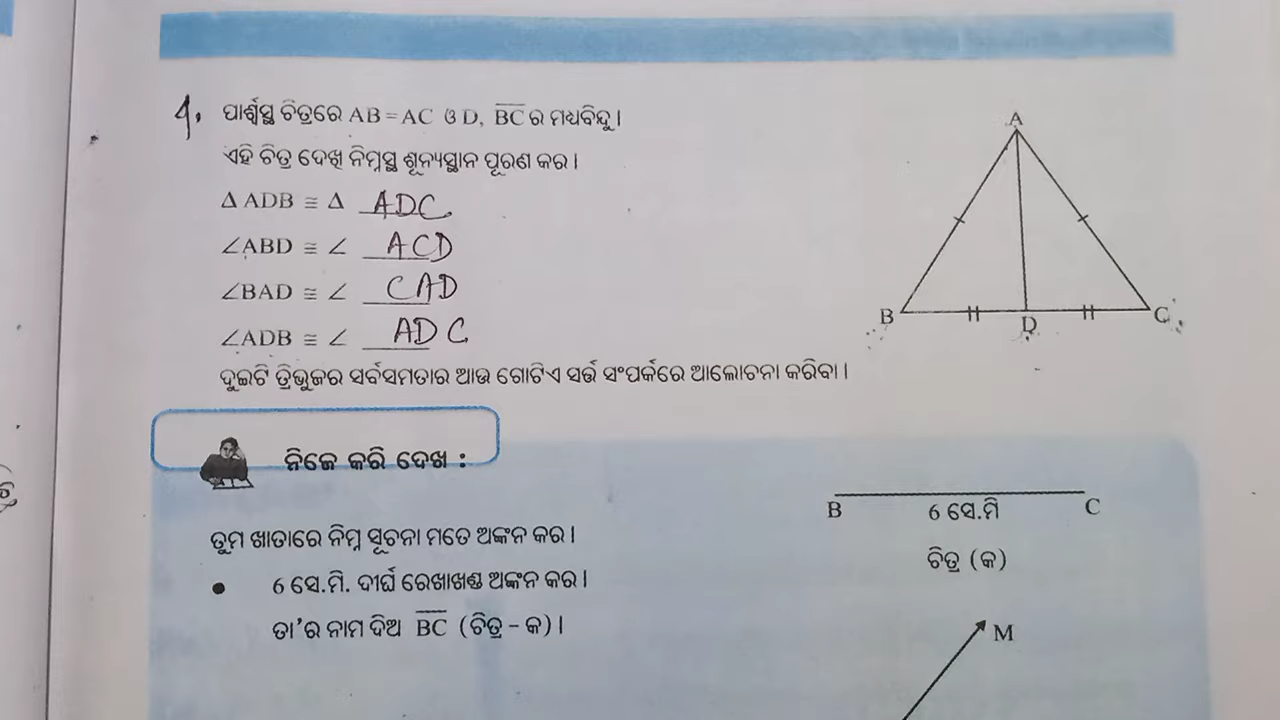 9. ପାର୍ଶ୍ୱସ୍ଥ ଚିତ୍ରରେ AB = AC ଓ D, BC ର ମଧ୍ୟବିନ୍ଦୁ।
ଏହି ଚିତ୍ର ଦେଖି ନିମ୍ନସ୍ଥ ଶୂନ୍ୟସ୍ଥାନ ପୂରଣ କର।
Δ ADB ≅ Δ ADC
∠ABD ≅ ∠ ACD
∠BAD ≅ ∠ CAD
∠ADB ≅ ∠ ADC
A
B
D
C
ଦୁଇଟି ତ୍ରିଭୁଜର ସର୍ବସମତାର ଆଉ ଗୋଟିଏ ସର୍ତ୍ତ ସଂପର୍କରେ ଆଲୋଚନା କରିବା।
ନିଜେ କରି ଦେଖ :
ତୁମ ଖାତାରେ ନିମ୍ନ ସୂଚନା ମତେ ଅଙ୍କନ କର।
● 6 ସେ.ମି. ଦୀର୍ଘ ରେଖାଖଣ୍ଡ ଅଙ୍କନ କର।
ତା'ର ନାମ ଦିଅ BC (ଚିତ୍ର - କ)।
B 6 ସେ.ମି C
ଚିତ୍ର (କ)
M